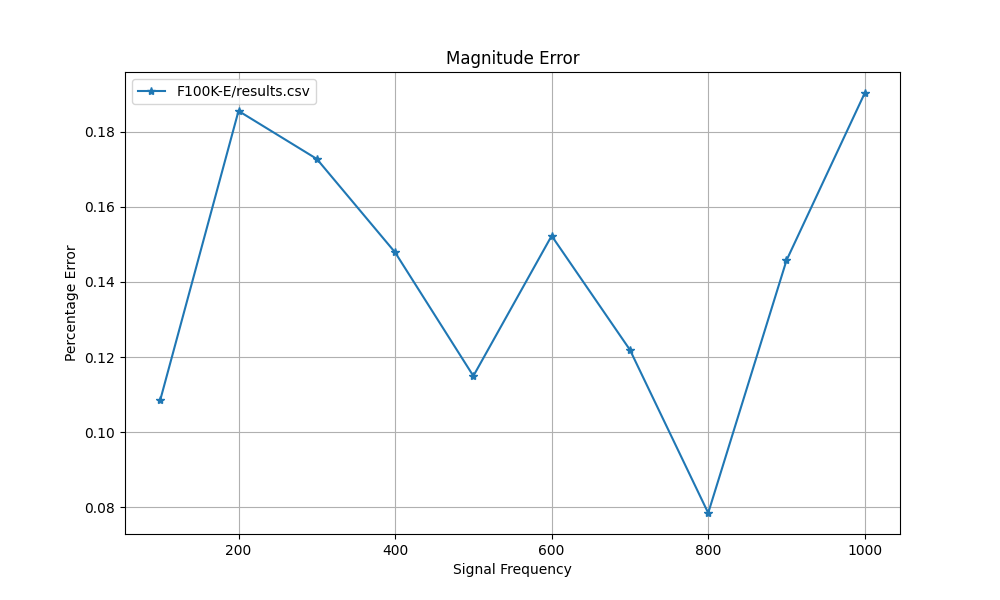 Magnitude Error
F100K-E/results.csv
Percentage Error
0.18
0.16
0.14
0.12
0.10
0.08
200 400 600 800 1000
Signal Frequency